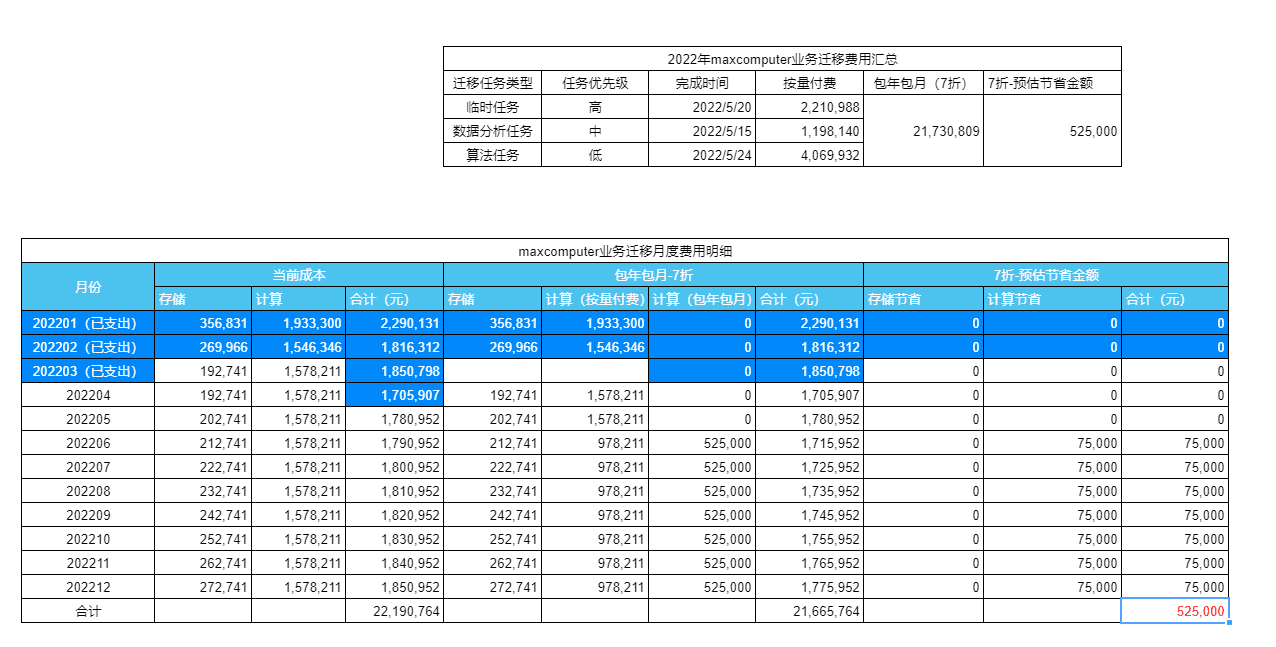 2022年maxcomputer业务迁移费用汇总
迁移任务类型 任务优先级 完成时间 按量付费 包年包月（7折） 7折-预估节省金额
临时任务 高 2022/5/20 2,210,988
数据分析任务 中 2022/5/15 1,198,140 21,730,809 525,000
算法任务 低 2022/5/24 4,069,932
maxcomputer业务迁移月度费用明细
月份 当前成本 包年包月-7折 7折-预估节省金额
存储 计算 合计（元） 存储 计算（按量付费） 计算（包年包月） 合计（元） 存储节省 计算节省 合计（元）
202201（已支出） 356,831 1,933,300 2,290,131 356,831 1,933,300 0 2,290,131 0 0 0
202202（已支出） 269,966 1,546,346 1,816,312 269,966 1,546,346 0 1,816,312 0 0 0
202203（已支出） 192,741 1,578,211 1,850,798 0 1,850,798 0 0 0
202204 192,741 1,578,211 1,705,907 192,741 1,578,211 0 1,705,907 0 0 0
202205 202,741 1,578,211 1,780,952 202,741 1,578,211 0 1,780,952 0 0 0
202206 212,741 1,578,211 1,790,952 212,741 978,211 525,000 1,715,952 0 75,000 75,000
202207 222,741 1,578,211 1,800,952 222,741 978,211 525,000 1,725,952 0 75,000 75,000
202208 232,741 1,578,211 1,810,952 232,741 978,211 525,000 1,735,952 0 75,000 75,000
202209 242,741 1,578,211 1,820,952 242,741 978,211 525,000 1,745,952 0 75,000 75,000
202210 252,741 1,578,211 1,830,952 252,741 978,211 525,000 1,755,952 0 75,000 75,000
202211 262,741 1,578,211 1,840,952 262,741 978,211 525,000 1,765,952 0 75,000 75,000
202212 272,741 1,578,211 1,850,952 272,741 978,211 525,000 1,775,952 0 75,000 75,000
合计 22,190,764 21,665,764 525,000